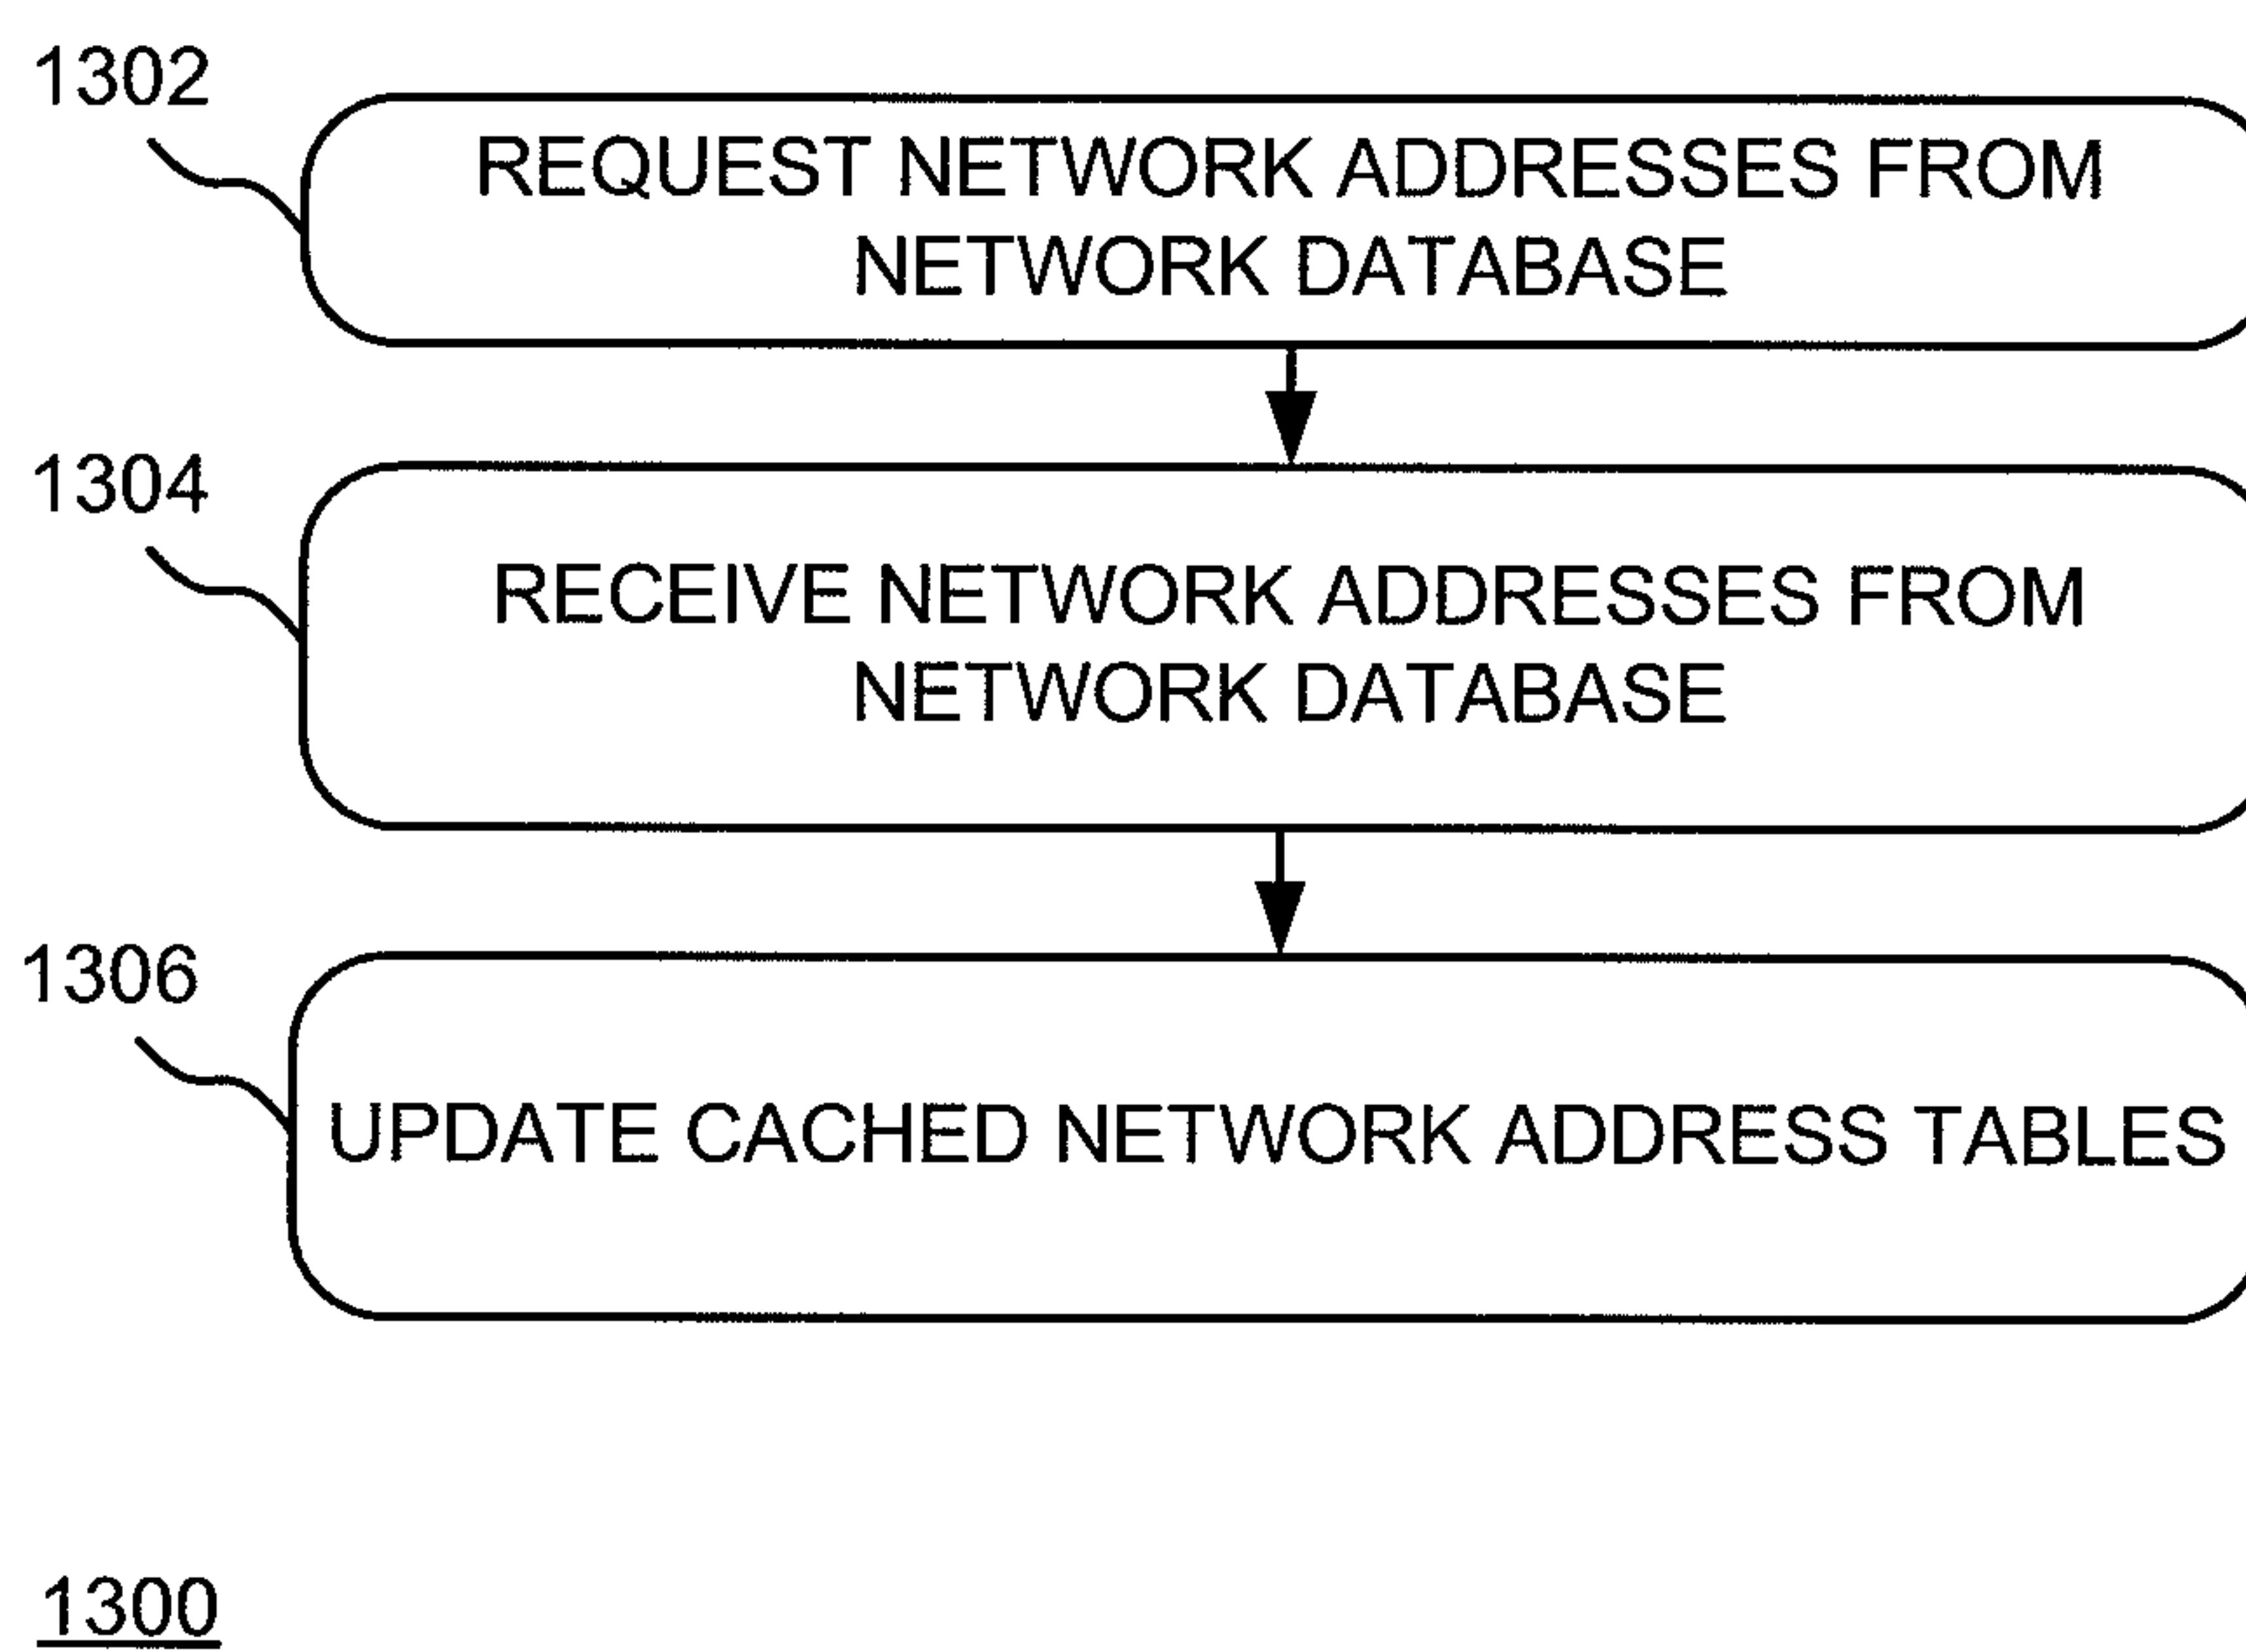 1302
REQUEST NETWORK ADDRESSES FROM
NETWORK DATABASE
1304
RECEIVE NETWORK ADDRESSES FROM
NETWORK DATABASE
1306
UPDATE CACHED NETWORK ADDRESS TABLES
1300